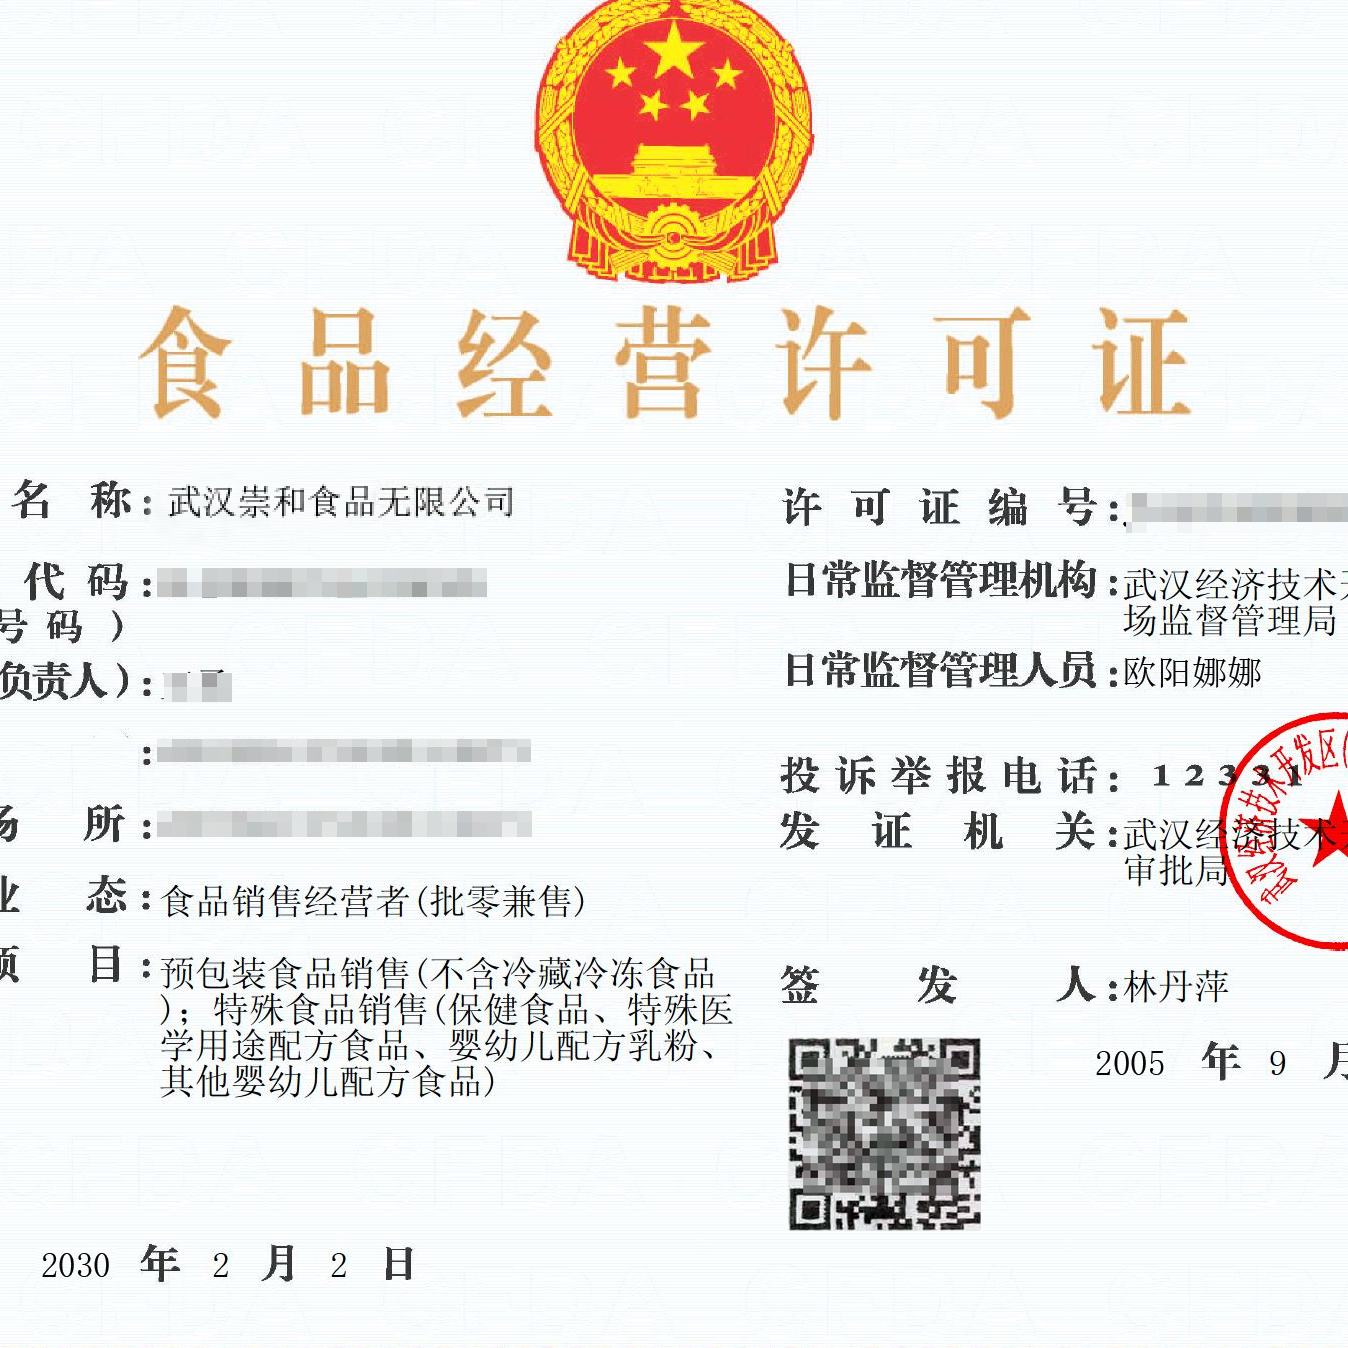 食品经营许可证
名 称：武汉崇和食品无限公司
代 码：
号 码 ）
负责人）：
：
场 所：
业 态：食品销售经营者(批零兼售)
项 目：预包装食品销售(不含冷藏冷冻食品
)；特殊食品销售(保健食品、特殊医
学用途配方食品、婴幼儿配方乳粉、
其他婴幼儿配方食品)
2030 年 2 月 2 日
许 可 证 编 号：
日常监督管理机构：武汉经济技术开
场监督管理局
日常监督管理人员：欧阳娜娜
投 诉 举 报 电 话：12331
发 证 机 关：武汉经济技术开
审批局
武汉经济技术开发区(
签 发 人：林丹萍
2005 年 9 月